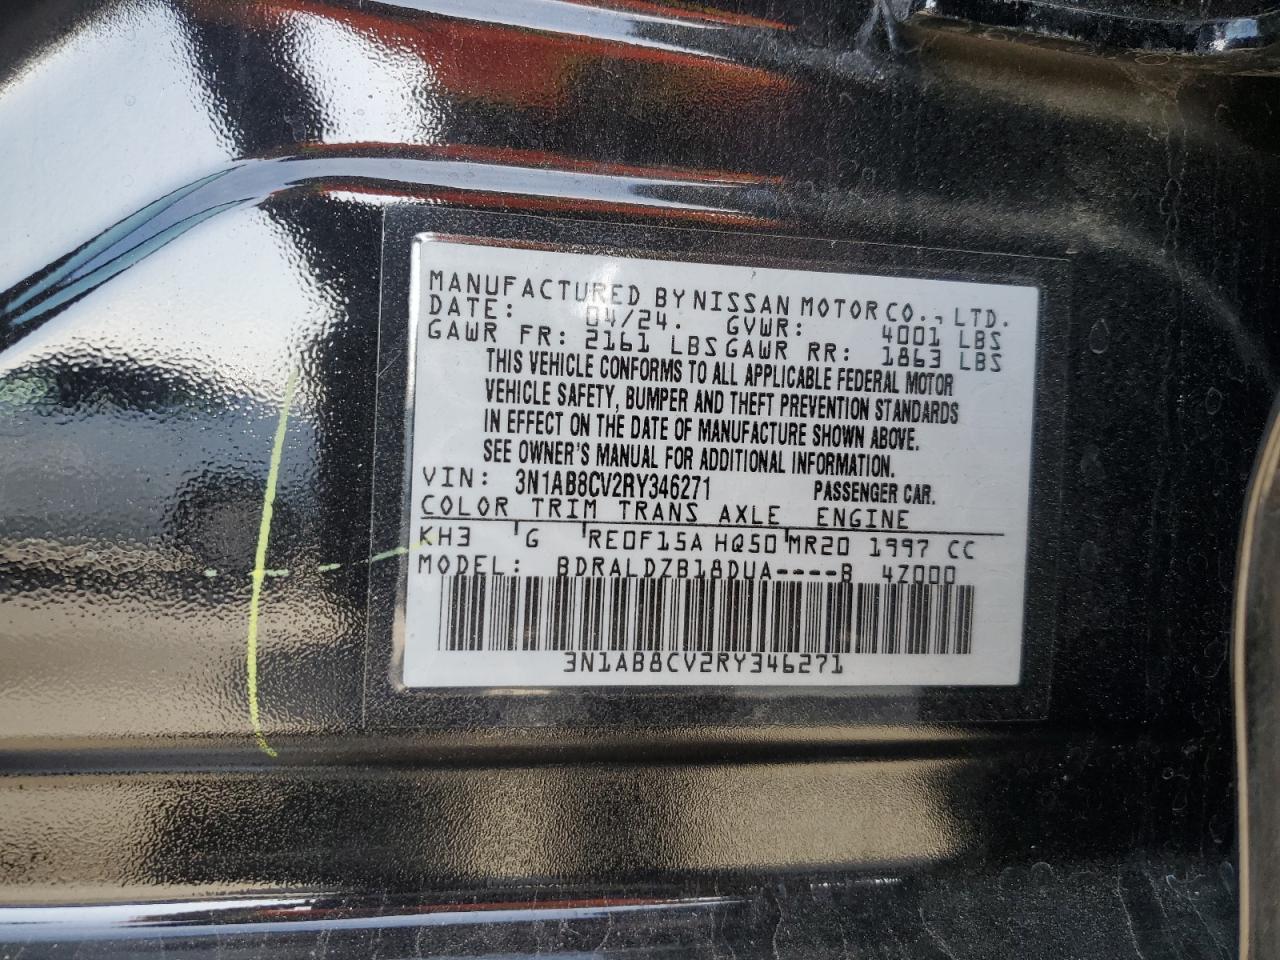 MANUFACTURED BY NISSAN MOTOR CO., LTD.
DATE: 04/24. GVWR: 4001 LBS
GAWR FR: 2161 LBS GAWR RR: 1863 LBS
THIS VEHICLE CONFORMS TO ALL APPLICABLE FEDERAL MOTOR
VEHICLE SAFETY, BUMPER AND THEFT PREVENTION STANDARDS
IN EFFECT ON THE DATE OF MANUFACTURE SHOWN ABOVE.
SEE OWNER'S MANUAL FOR ADDITIONAL INFORMATION.
VIN: 3N1AB8CV2RY346271 PASSENGER CAR.
COLOR TRIM TRANS AXLE ENGINE
KH3 G RE0F15A HQ50 MR20 1997 CC
MODEL: BDRALDZB18DUA----B 4Z000
3N1AB8CV2RY346271